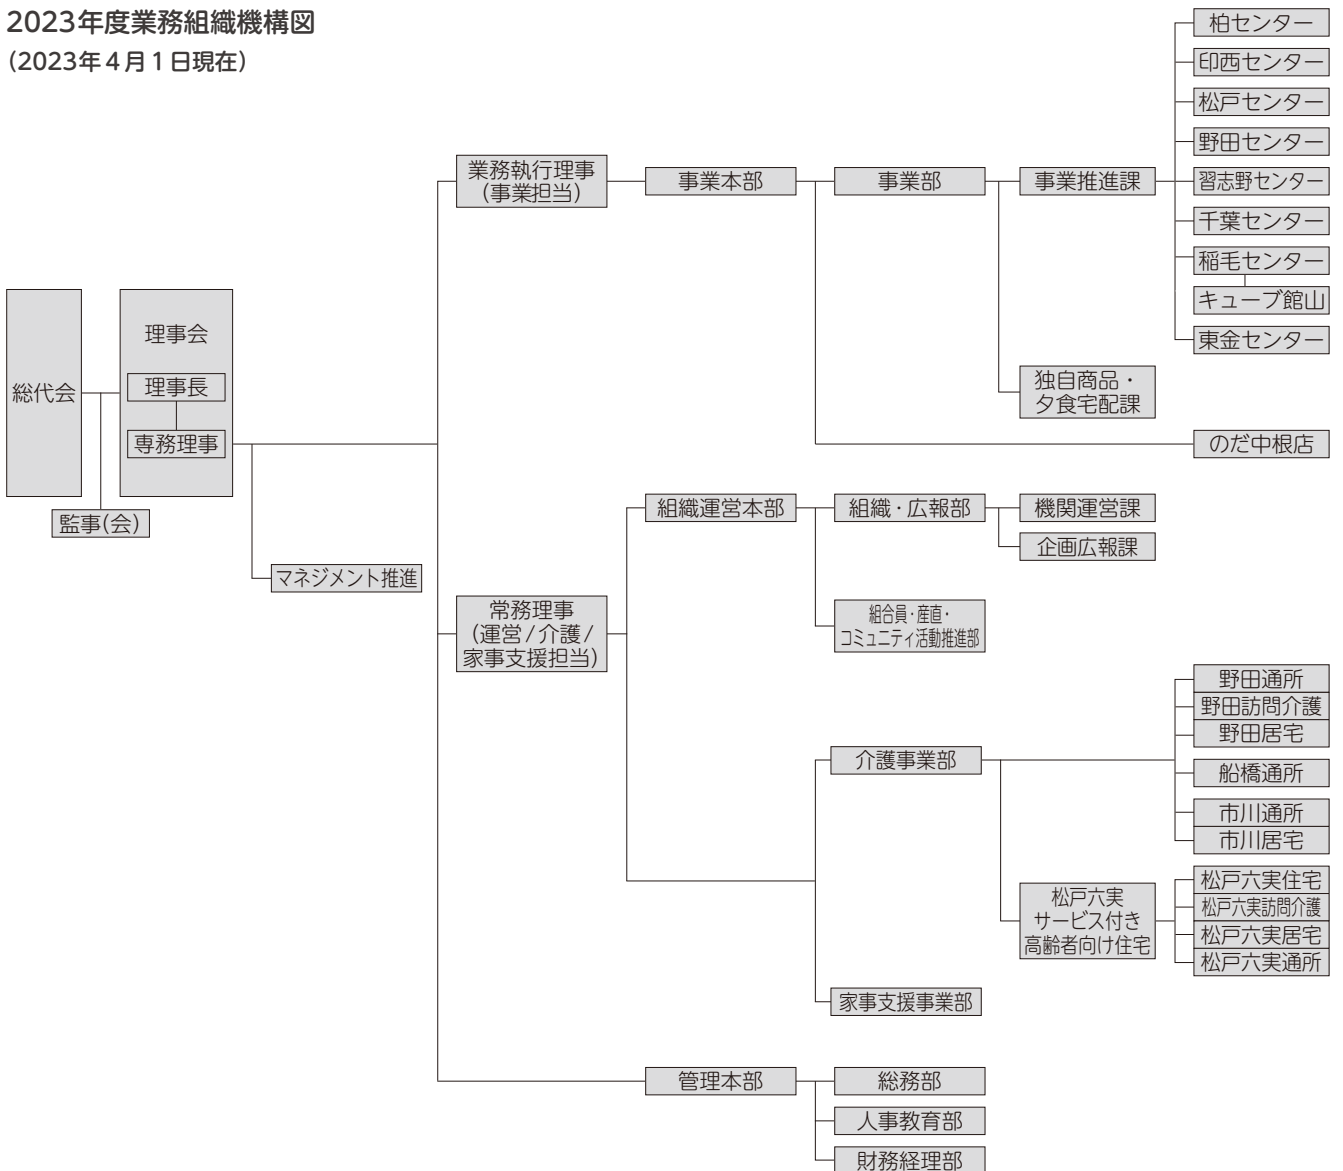 2023年度業務組織機構図
（2023年４月１日現在）
総代会
理事会
理事長
専務理事
監事(会)
マネジメント推進
業務執行理事
(事業担当)
事業本部
事業部
事業推進課
柏センター
印西センター
松戸センター
野田センター
習志野センター
千葉センター
稲毛センター
キューブ館山
東金センター
独自商品・
夕食宅配課
のだ中根店
常務理事
(運営/介護/
家事支援担当)
組織運営本部
組織・広報部
機関運営課
企画広報課
組合員・産直・
コミュニティ活動推進部
介護事業部
野田通所
野田訪問介護
野田居宅
船橋通所
市川通所
市川居宅
松戸六実
サービス付き
高齢者向け住宅
松戸六実住宅
松戸六実訪問介護
松戸六実居宅
松戸六実通所
家事支援事業部
管理本部
総務部
人事教育部
財務経理部